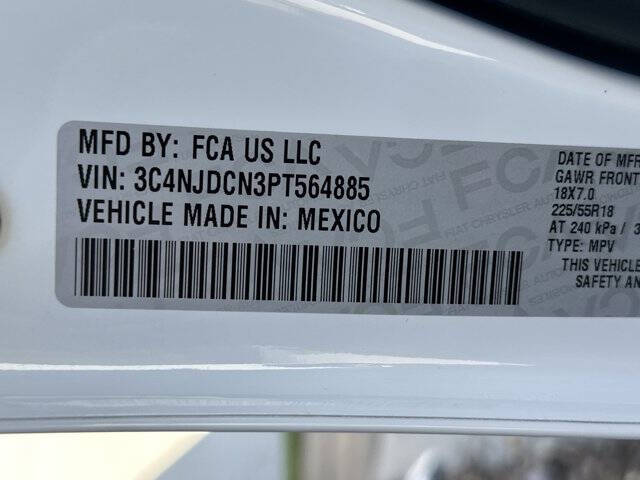 MFD BY: FCA US LLC
VIN: 3C4NJDCN3PT564885
VEHICLE MADE IN: MEXICO
DATE OF MFR
GAWR FRONT
18X7.0
225/55R18
AT 240 kPa / 3
TYPE: MPV
THIS VEHICLE
SAFETY AN